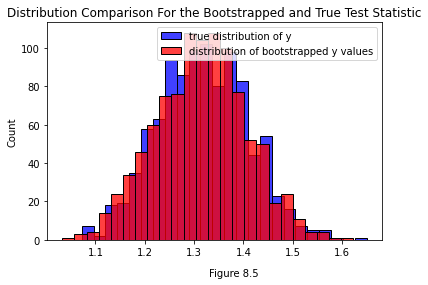 Distribution Comparison For the Bootstrapped and True Test Statistic
true distribution of y
distribution of bootstrapped y values
Count
100
80
60
40
20
0
1.1 1.2 1.3 1.4 1.5 1.6
Figure 8.5